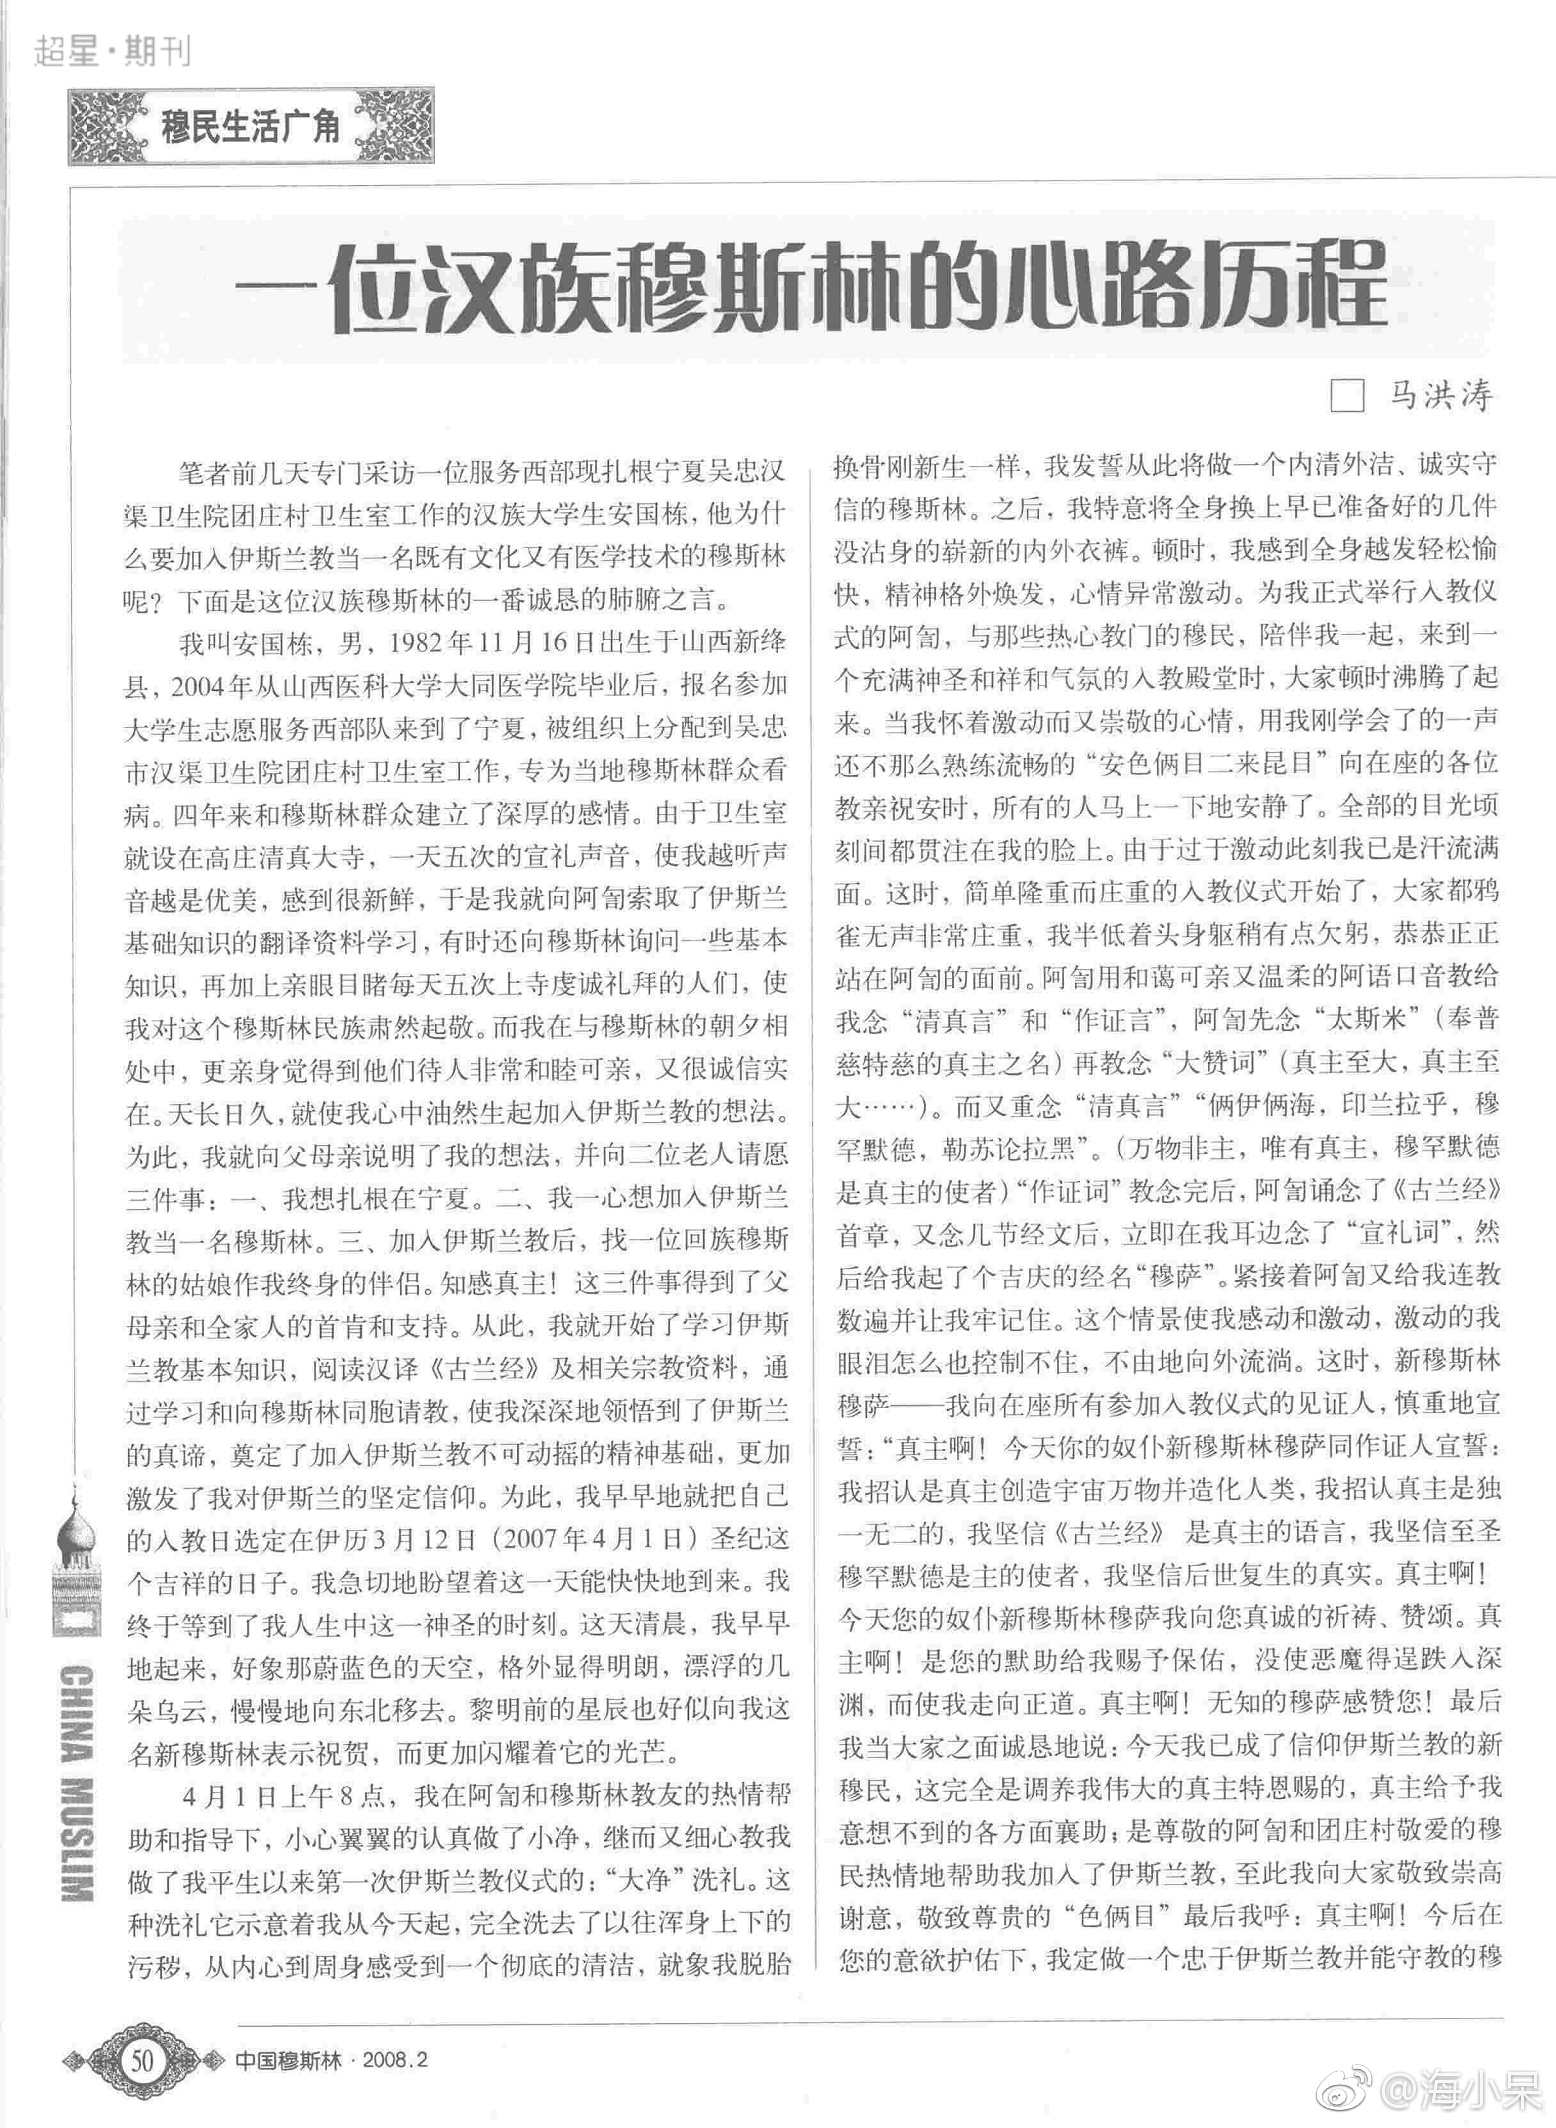 超星·期刊
穆民生活广角
一位汉族穆斯林的心路历程
□ 马洪涛
笔者前几天专门采访一位服务西部现扎根宁夏吴忠汉
渠卫生院团庄村卫生室工作的汉族大学生安国栋，他为什
么要加入伊斯兰教当一名既有文化又有医学技术的穆斯林
呢？下面是这位汉族穆斯林的一番诚恳的肺腑之言。
我叫安国栋，男，1982年11月16日出生于山西新绛
县，2004年从山西医科大学大同医学院毕业后，报名参加
大学生志愿服务西部队来到了宁夏，被组织上分配到吴忠
市汉渠卫生院团庄村卫生室工作，专为当地穆斯林群众看
病。四年来和穆斯林群众建立了深厚的感情。由于卫生室
就设在高庄清真大寺，一天五次的宣礼声音，使我越听声
音越是优美，感到很新鲜，于是我就向阿訇索取了伊斯兰
基础知识的翻译资料学习，有时还向穆斯林询问一些基本
知识，再加上亲眼目睹每天五次上寺虔诚礼拜的人们，使
我对这个穆斯林民族肃然起敬。而我在与穆斯林的朝夕相
处中，更亲身觉得到他们待人非常和睦可亲，又很诚信实
在。天长日久，就使我心中油然生起加入伊斯兰教的想法。
为此，我就向父母亲说明了我的想法，并向二位老人请愿
三件事：一、我想扎根在宁夏。二、我一心想加入伊斯兰
教当一名穆斯林。三、加入伊斯兰教后，找一位回族穆斯
林的姑娘作我终身的伴侣。知感真主！这三件事得到了父
母亲和全家人的首肯和支持。从此，我就开始了学习伊斯
兰教基本知识，阅读汉译《古兰经》及相关宗教资料，通
过学习和向穆斯林同胞请教，使我深深地领悟到了伊斯兰
的真谛，奠定了加入伊斯兰教不可动摇的精神基础，更加
激发了我对伊斯兰的坚定信仰。为此，我早早地就把自己
的入教日选定在伊历3月12日（2007年4月1日）圣纪这
个吉祥的日子。我急切地盼望着这一天能快快地到来。我
终于等到了我人生中这一神圣的时刻。这天清晨，我早早
地起来，好象那蔚蓝色的天空，格外显得明朗，漂浮的几
朵乌云，慢慢地向东北移去。黎明前的星辰也好似向我这
名新穆斯林表示祝贺，而更加闪耀着它的光芒。
4月1日上午8点，我在阿訇和穆斯林教友的热情帮
助和指导下，小心翼翼的认真做了小净，继而又细心教我
做了我平生以来第一次伊斯兰教仪式的：“大净”洗礼。这
种洗礼它示意着我从今天起，完全洗去了以往浑身上下的
污秽，从内心到周身感受到一个彻底的清洁，就象我脱胎
换骨刚新生一样，我发誓从此将做一个内清外洁、诚实守
信的穆斯林。之后，我特意将全身换上早已准备好的几件
没沾身的崭新的内外衣裤。顿时，我感到全身越发轻松愉
快，精神格外焕发，心情异常激动。为我正式举行入教仪
式的阿訇，与那些热心教门的穆民，陪伴我一起，来到一
个充满神圣和祥和气氛的入教殿堂时，大家顿时沸腾了起
来。当我怀着激动而又崇敬的心情，用我刚学会了的一声
还不那么熟练流畅的“安色俩目二来昆目”向在座的各位
教亲祝安时，所有的人马上一下地安静了。全部的目光顷
刻间都贯注在我的脸上。由于过于激动此刻我已是汗流满
面。这时，简单隆重而庄重的入教仪式开始了，大家都鸦
雀无声非常庄重，我半低着头身躯稍有点欠躬，恭恭正正
站在阿訇的面前。阿訇用和蔼可亲又温柔的阿语口音教给
我念“清真言”和“作证言”，阿訇先念“太斯米”（奉普
慈特慈的真主之名）再教念“大赞词”（真主至大，真主至
大……）。而又重念“清真言”“俩伊俩海，印兰拉乎，穆
罕默德，勒苏论拉黑”。（万物非主，唯有真主，穆罕默德
是真主的使者）“作证词”教念完后，阿訇诵念了《古兰经》
首章，又念几节经文后，立即在我耳边念了“宣礼词”，然
后给我起了个吉庆的经名“穆萨”。紧接着阿訇又给我连教
数遍并让我牢记住。这个情景使我感动和激动，激动的我
眼泪怎么也控制不住，不由地向外流淌。这时，新穆斯林
穆萨——我向在座所有参加入教仪式的见证人，慎重地宣
誓：“真主啊！今天你的奴仆新穆斯林穆萨同作证人宣誓：
我招认是真主创造宇宙万物并造化人类，我招认真主是独
一无二的，我坚信《古兰经》 是真主的语言，我坚信至圣
穆罕默德是主的使者，我坚信后世复生的真实。真主啊！
今天您的奴仆新穆斯林穆萨我向您真诚的祈祷、赞颂。真
主啊！是您的默助给我赐予保佑，没使恶魔得逞跌入深
渊，而使我走向正道。真主啊！无知的穆萨感赞您！最后
我当大家之面诚恳地说：今天我已成了信仰伊斯兰教的新
穆民，这完全是调养我伟大的真主特恩赐的，真主给予我
意想不到的各方面襄助；是尊敬的阿訇和团庄村敬爱的穆
民热情地帮助我加入了伊斯兰教，至此我向大家敬致崇高
谢意，敬致尊贵的“色俩目”最后我呼：真主啊！今后在
您的意欲护佑下，我定做一个忠于伊斯兰教并能守教的穆
CHINA MUSLIM
50 中国穆斯林·2008.2
@海小呆